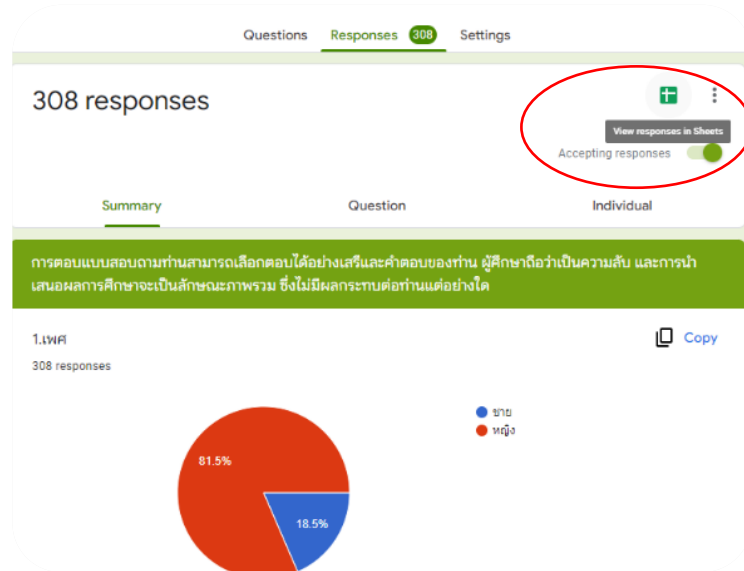 Questions Responses 308 Settings
308 responses
View responses in Sheets
Accepting responses
Summary Question Individual
การตอบแบบสอบถามท่านสามารถเลือกตอบได้อย่างเสรีและคำตอบของท่าน ผู้ศึกษาถือว่าเป็นความลับ และการนำ
เสนอผลการศึกษาจะเป็นลักษณะภาพรวม ซึ่งไม่มีผลกระทบต่อท่านแต่อย่างใด
1.เพศ Copy
308 responses
ชาย
หญิง
81.5%
18.5%